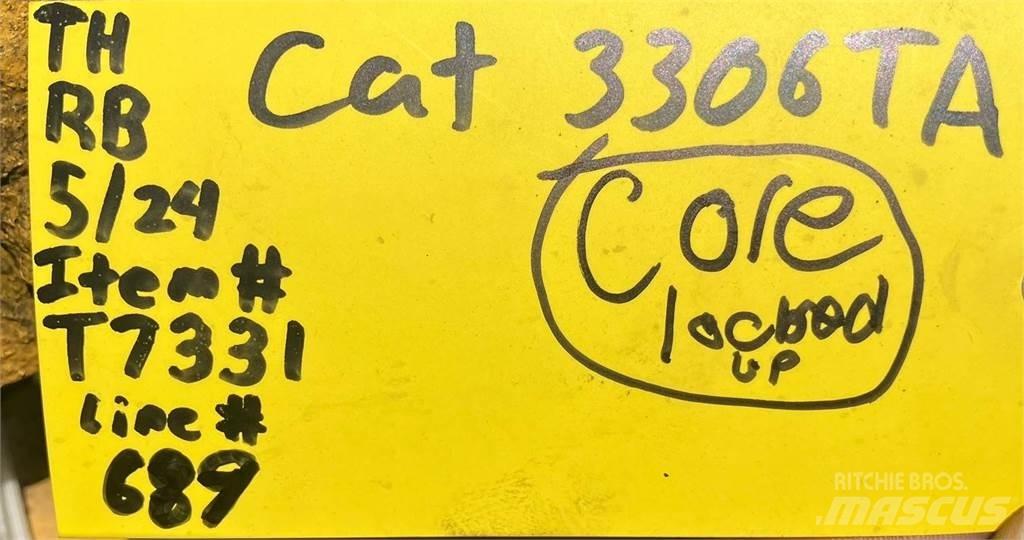 TH
RB
5/24
Item #
T7331
Line #
689
Cat 3306TA
Core
locked
up
RITCHIE BROS.
MASCUS